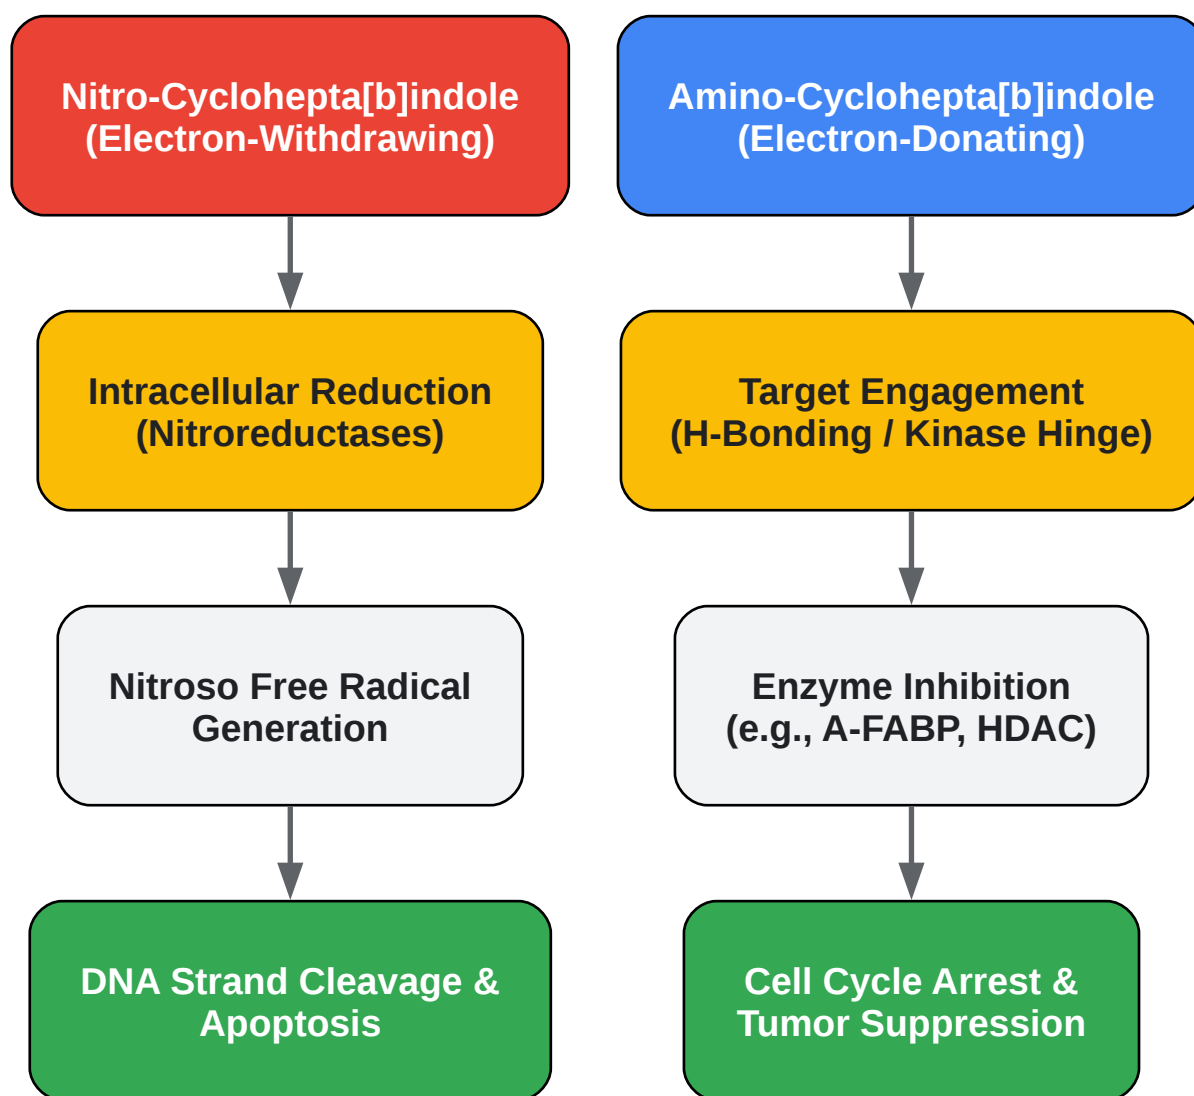 Nitro-Cyclohepta[b]indole
(Electron-Withdrawing)
Intracellular Reduction
(Nitroreductases)
Nitroso Free Radical
Generation
DNA Strand Cleavage &
Apoptosis
Amino-Cyclohepta[b]indole
(Electron-Donating)
Target Engagement
(H-Bonding / Kinase Hinge)
Enzyme Inhibition
(e.g., A-FABP, HDAC)
Cell Cycle Arrest &
Tumor Suppression